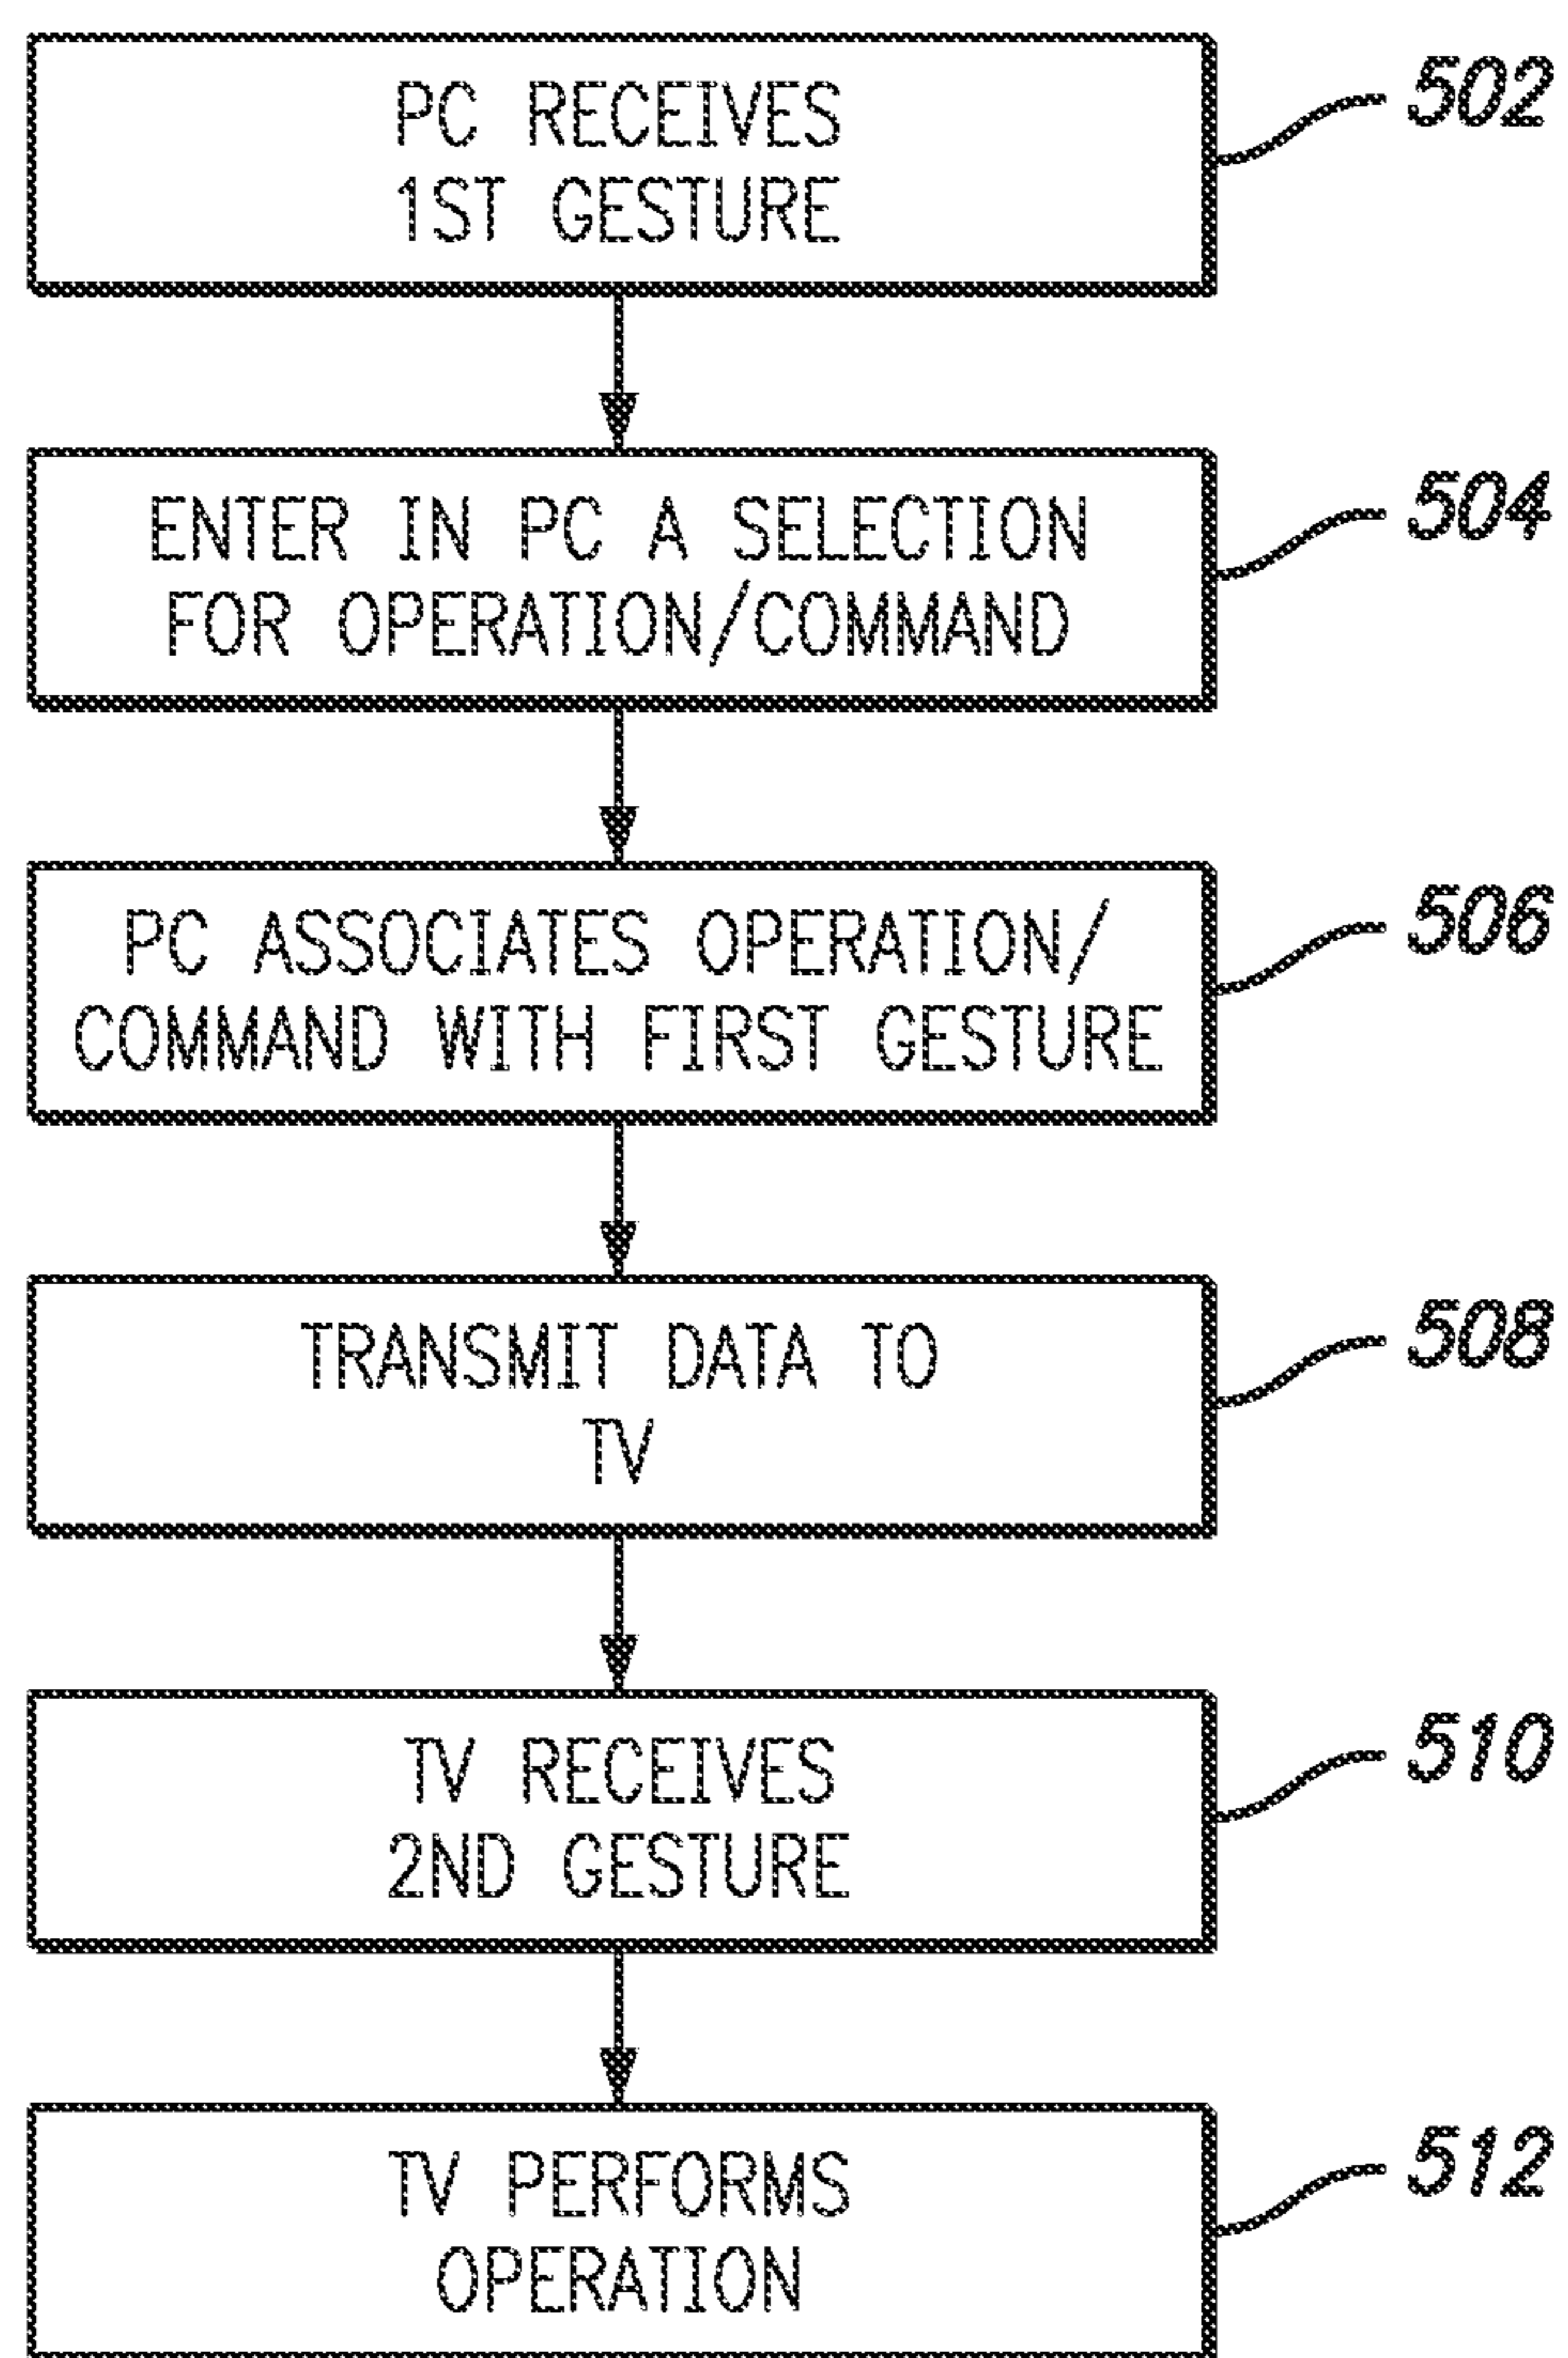 PC RECEIVES
1ST GESTURE
502
ENTER IN PC A SELECTION
FOR OPERATION/COMMAND
504
PC ASSOCIATES OPERATION/
COMMAND WITH FIRST GESTURE
506
TRANSMIT DATA TO
TV
508
TV RECEIVES
2ND GESTURE
510
TV PERFORMS
OPERATION
512